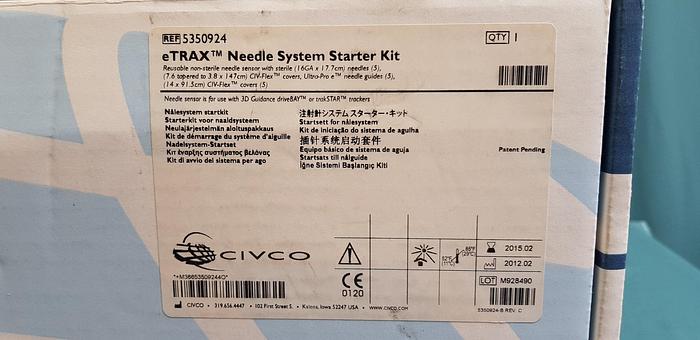 REF 5350924
QTY 1
eTRAX™ Needle System Starter Kit
Reusable non-sterile needle sensor with sterile (16GA x 17.7cm) needles (5),
(7.6 tapered to 3.8 x 147cm) CIV-Flex™ covers, Ultra-Pro e™ needle guides (5),
(14 x 91.5cm) CIV-Flex™ covers (5)
Needle sensor is for use with 3D Guidance driveBAY™ or trakSTAR™ trackers
Nålesystem startkit
Starterkit voor naaldsysteem
Neulajärjestelmän aloituspakkaus
Kit de démarrage du système d'aiguille
Nadelsystem-Starterset
Κιτ έναρξης συστήματος βελόνας
Kit di avvio del sistema per ago
注射針システム スターター・キット
Startsett for nålesystem
Kit de iniciação do sistema de agulha
插针系统启动套件
Equipo básico de sistema de aguja
Startsats till nålguide
İğne Sistemi Başlangıç Kiti
Patent Pending
CIVCO
*+M36653509244O*
CE
0120
85°F
(29°C)
52°F
(11°C)
2015.02
2012.02
LOT M928490
CIVCO • 319.656.4447 • 102 First Street S. • Kalona, Iowa 52247 USA • www.CIVCO.com
5350924-B REV. C